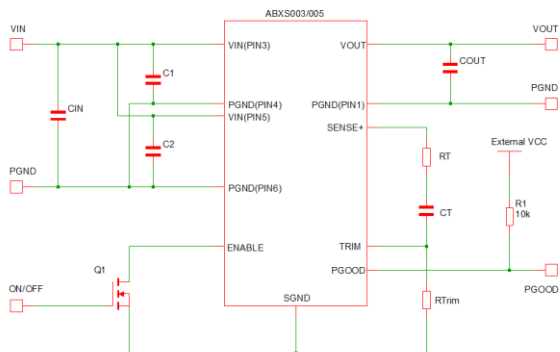 ABXS003/005
VIN
VIN(PIN3)
VOUT
VOUT
C1
COUT
CIN
PGND(PIN4)
PGND(PIN1)
PGND
VIN(PIN5)
SENSE+
C2
RT
External VCC
PGND
PGND(PIN6)
CT
R1
10k
ENABLE
TRIM
Q1
PGOOD
ON/OFF
PGOOD
SGND
RTrim